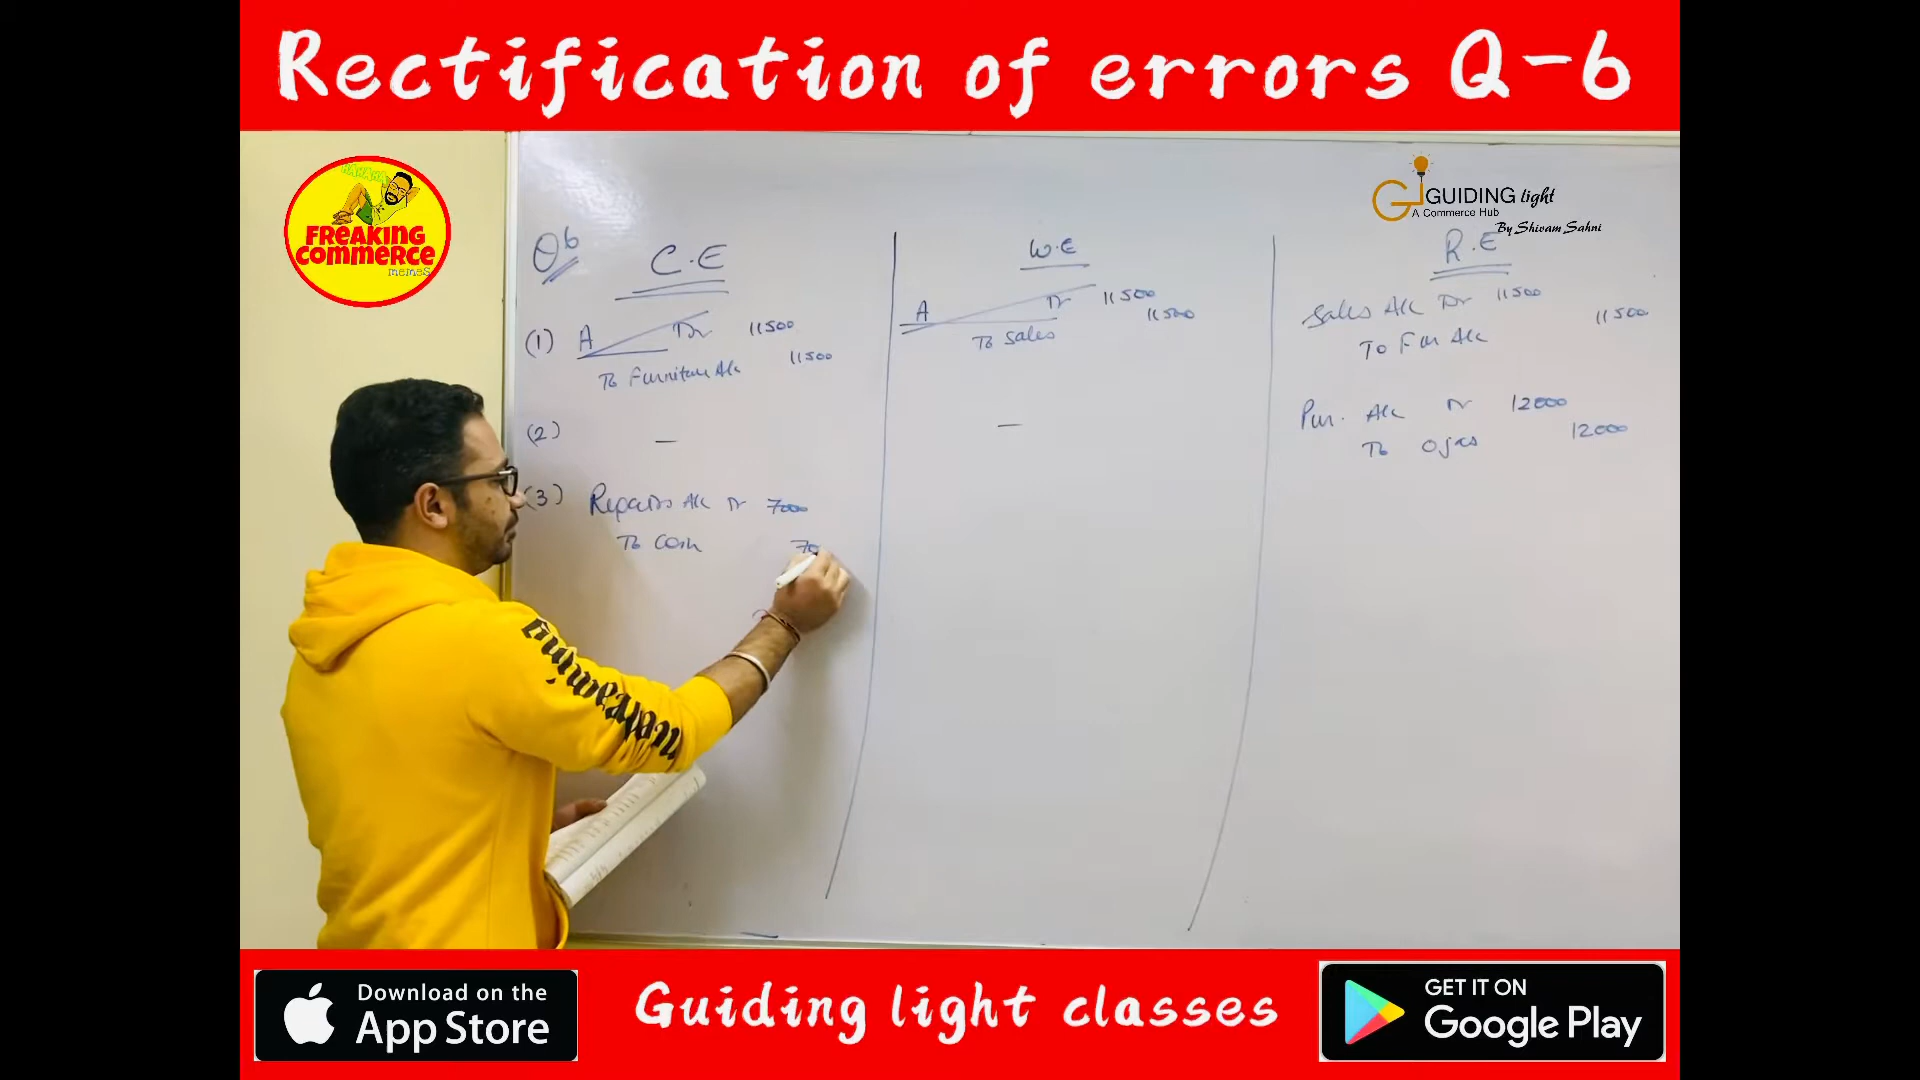 Rectification of errors Q-6
HAHAHA
FREAKING
COMMERCE
memes
GUIDING light
A Commerce Hub
By Shivam Sahni
Q6
C.E
W.E
R.E
(1) A Dr 11500
To Furniture A/c 11500
A Dr 11500
To Sales 11500
Sales A/c Dr 11500
To Fur A/c 11500
(2) —
—
Pur. A/c Dr 12000
To Ojas 12000
(3) Repairs A/c Dr 7000
To Cash 70
Download on the
App Store
Guiding light classes
GET IT ON
Google Play